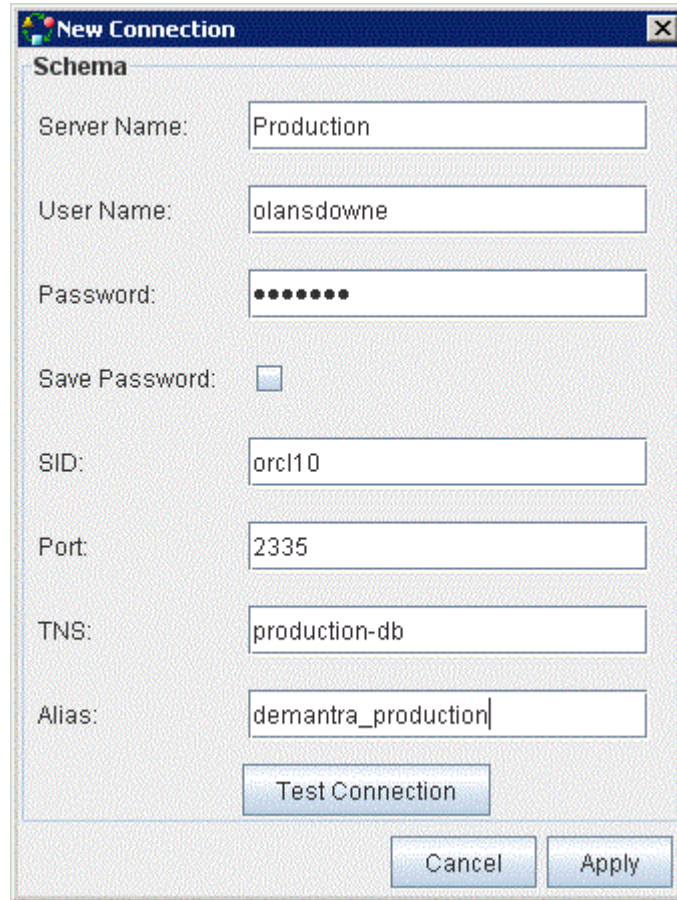 New Connection
Schema
Server Name: Production
User Name: olansdowne
Password: •••••••
Save Password:
SID: orcl10
Port: 2335
TNS: production-db
Alias: demantra_production
Test Connection
Cancel Apply